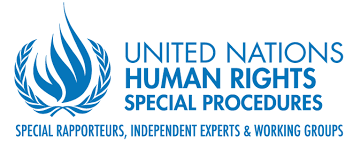 UNITED NATIONS
HUMAN RIGHTS
SPECIAL PROCEDURES
SPECIAL RAPPORTEURS, INDEPENDENT EXPERTS & WORKING GROUPS